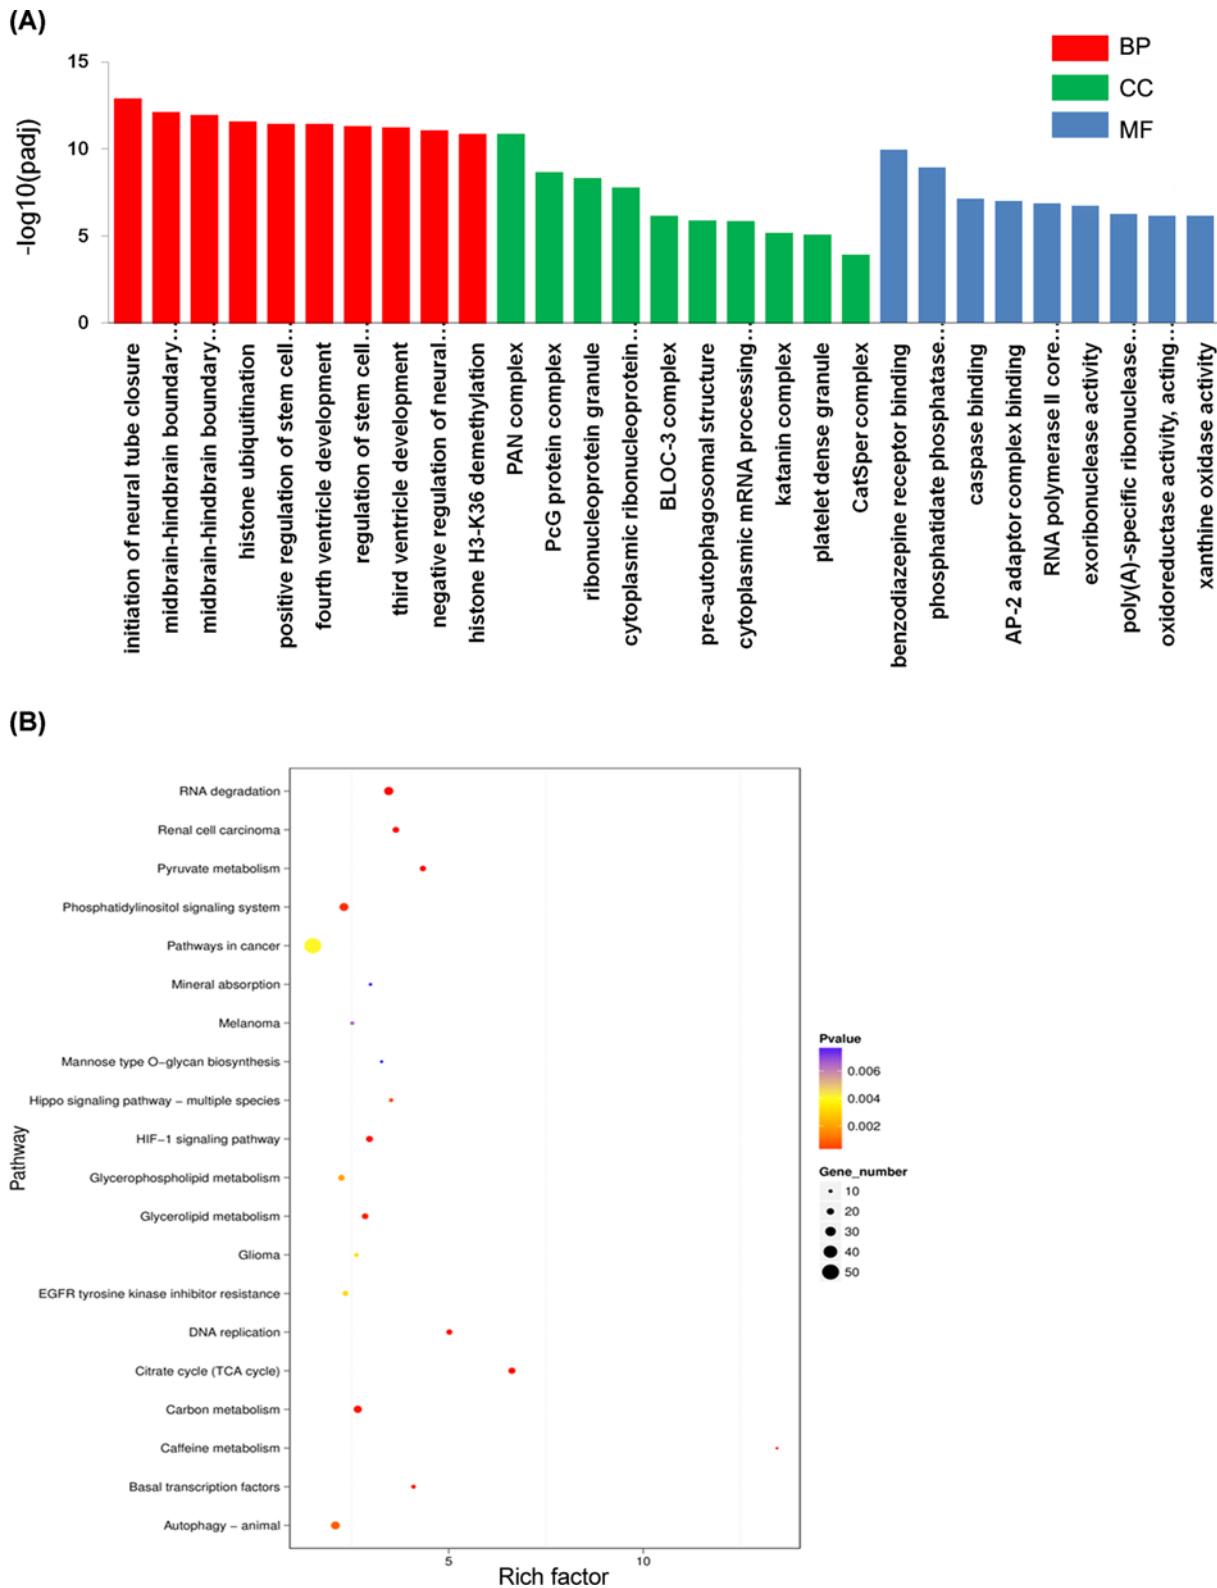 (A)
-log10(padj)
15
10
5
0
BP
CC
MF
initiation of neural tube closure
midbrain-hindbrain boundary…
midbrain-hindbrain boundary…
histone ubiquitination
positive regulation of stem cell…
fourth ventricle development
regulation of stem cell…
third ventricle development
negative regulation of neural…
histone H3-K36 demethylation
PAN complex
PcG protein complex
ribonucleoprotein granule
cytoplasmic ribonucleoprotein…
BLOC-3 complex
pre-autophagosomal structure
cytoplasmic mRNA processing…
katanin complex
platelet dense granule
CatSper complex
benzodiazepine receptor binding
phosphatidate phosphatase…
caspase binding
AP-2 adaptor complex binding
RNA polymerase II core…
exoribonuclease activity
poly(A)-specific ribonuclease…
oxidoreductase activity, acting…
xanthine oxidase activity
(B)
Pathway
RNA degradation
Renal cell carcinoma
Pyruvate metabolism
Phosphatidylinositol signaling system
Pathways in cancer
Mineral absorption
Melanoma
Mannose type O−glycan biosynthesis
Hippo signaling pathway − multiple species
HIF−1 signaling pathway
Glycerophospholipid metabolism
Glycerolipid metabolism
Glioma
EGFR tyrosine kinase inhibitor resistance
DNA replication
Citrate cycle (TCA cycle)
Carbon metabolism
Caffeine metabolism
Basal transcription factors
Autophagy − animal
5
10
Rich factor
Pvalue
0.006
0.004
0.002
Gene_number
10
20
30
40
50